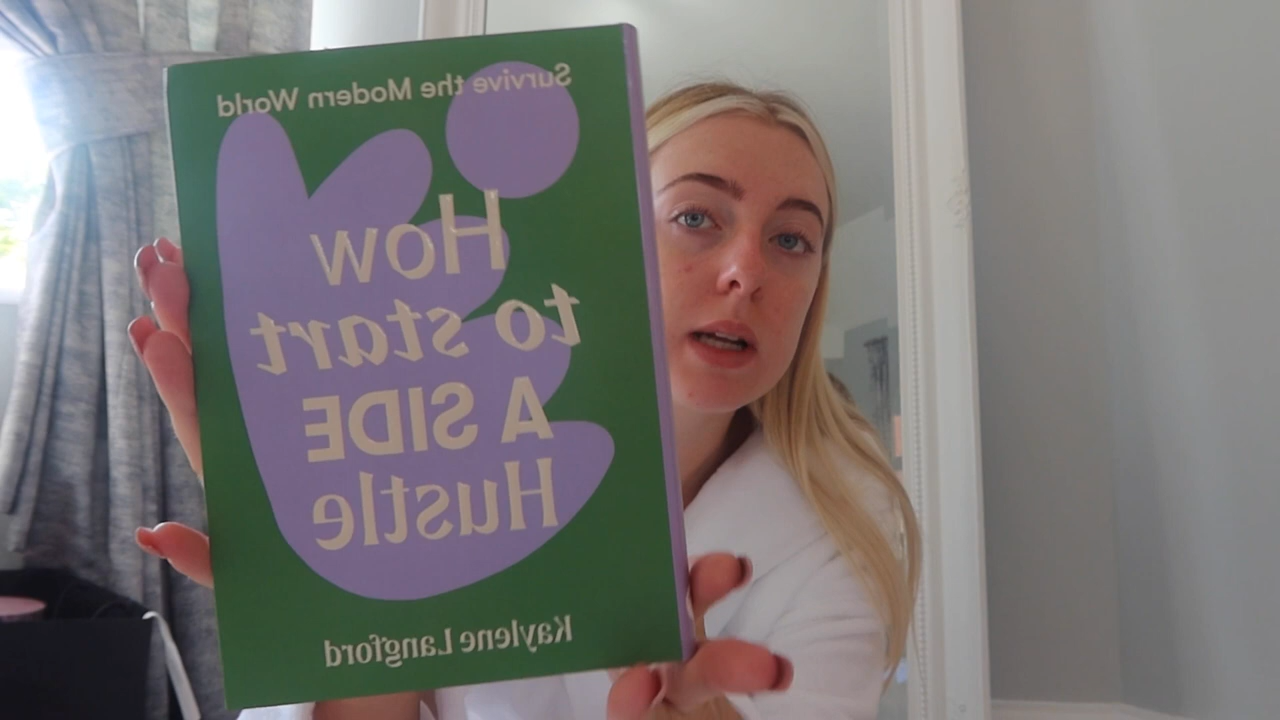 Survive the Modern World
How
to start
A SIDE
Hustle
Kaylene Langford